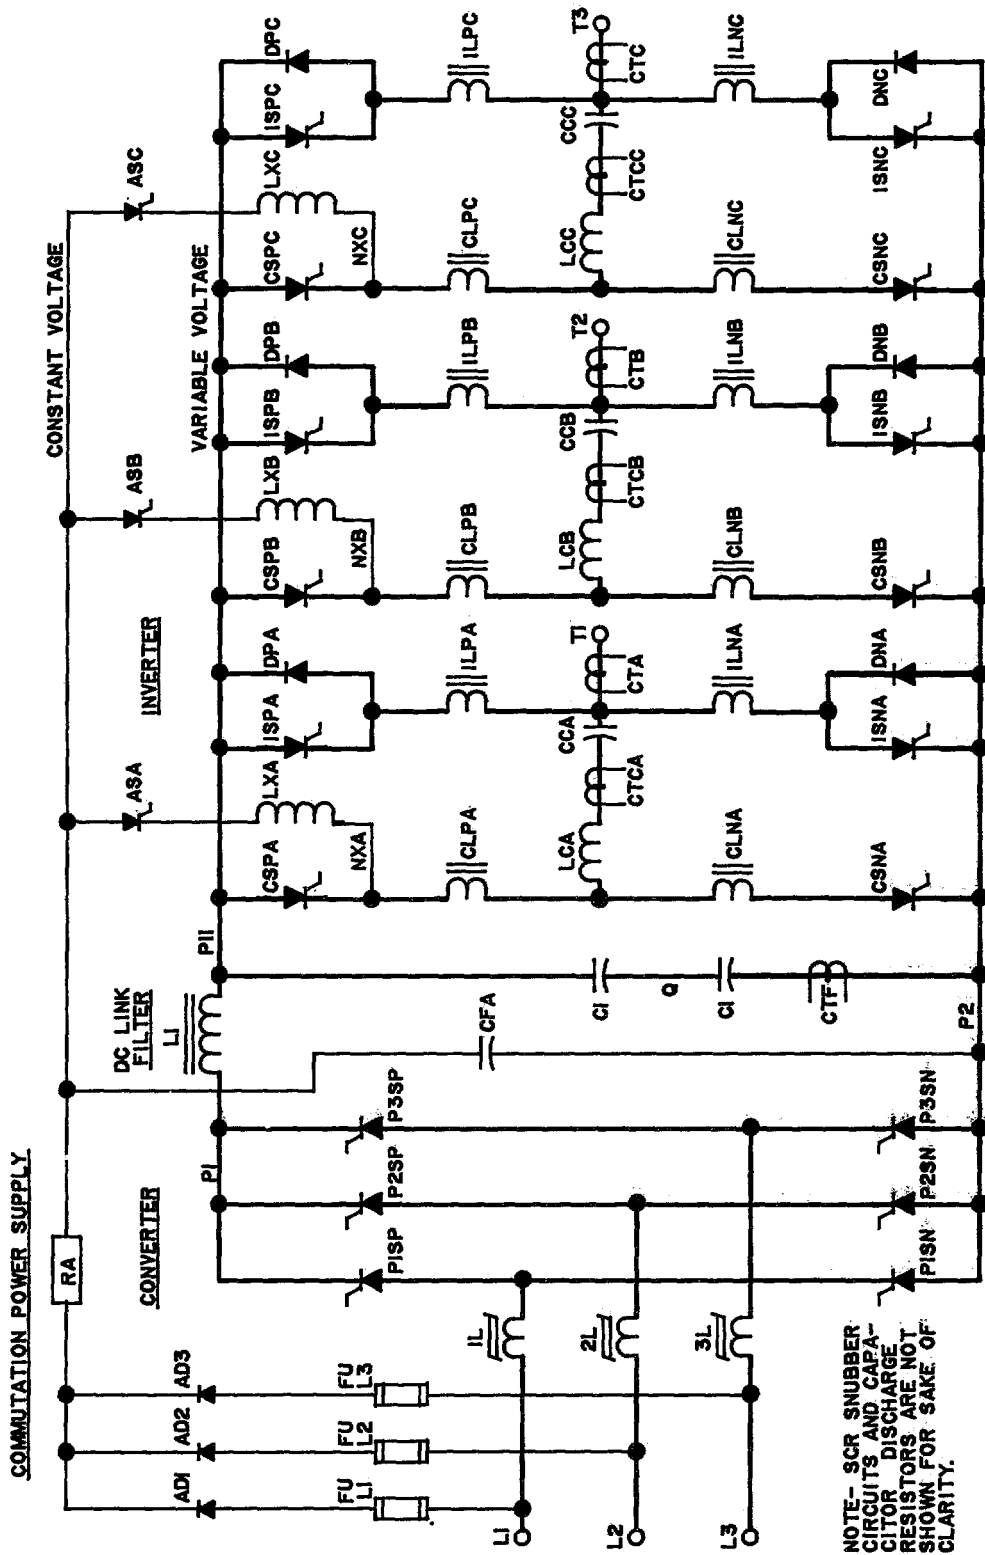 COMMUTATION POWER SUPPLY
RA
CONSTANT VOLTAGE
AD1
AD2
AD3
FU
L1
FU
L2
FU
L3
CONVERTER
P1
DC LINK
FILTER
L1
P11
INVERTER
VARIABLE VOLTAGE
ASA
ASB
ASC
CSPA
LXA
ISPA
DPA
CSPB
LXB
ISPB
DPB
CSPC
LXC
ISPC
DPC
NXA
NXB
NXC
P1SP
P2SP
P3SP
CFA
CLPA
ILPA
CLPB
ILPB
CLPC
ILPC
L1
1L
L2
2L
L3
3L
C1
Q
C1
CTF
LCA
CTCA
CCA
CTA
T1
LCB
CTCB
CCB
CTB
T2
LCC
CTCC
CCC
CTC
T3
CLNA
ILNA
CLNB
ILNB
CLNC
ILNC
P1SN
P2SN
P3SN
P2
CSNA
ISNA
DNA
CSNB
ISNB
DNB
CSNC
ISNC
DNC
NOTE- SCR SNUBBER
CIRCUITS AND CAPA-
CITOR DISCHARGE
RESISTORS ARE NOT
SHOWN FOR SAKE OF
CLARITY.